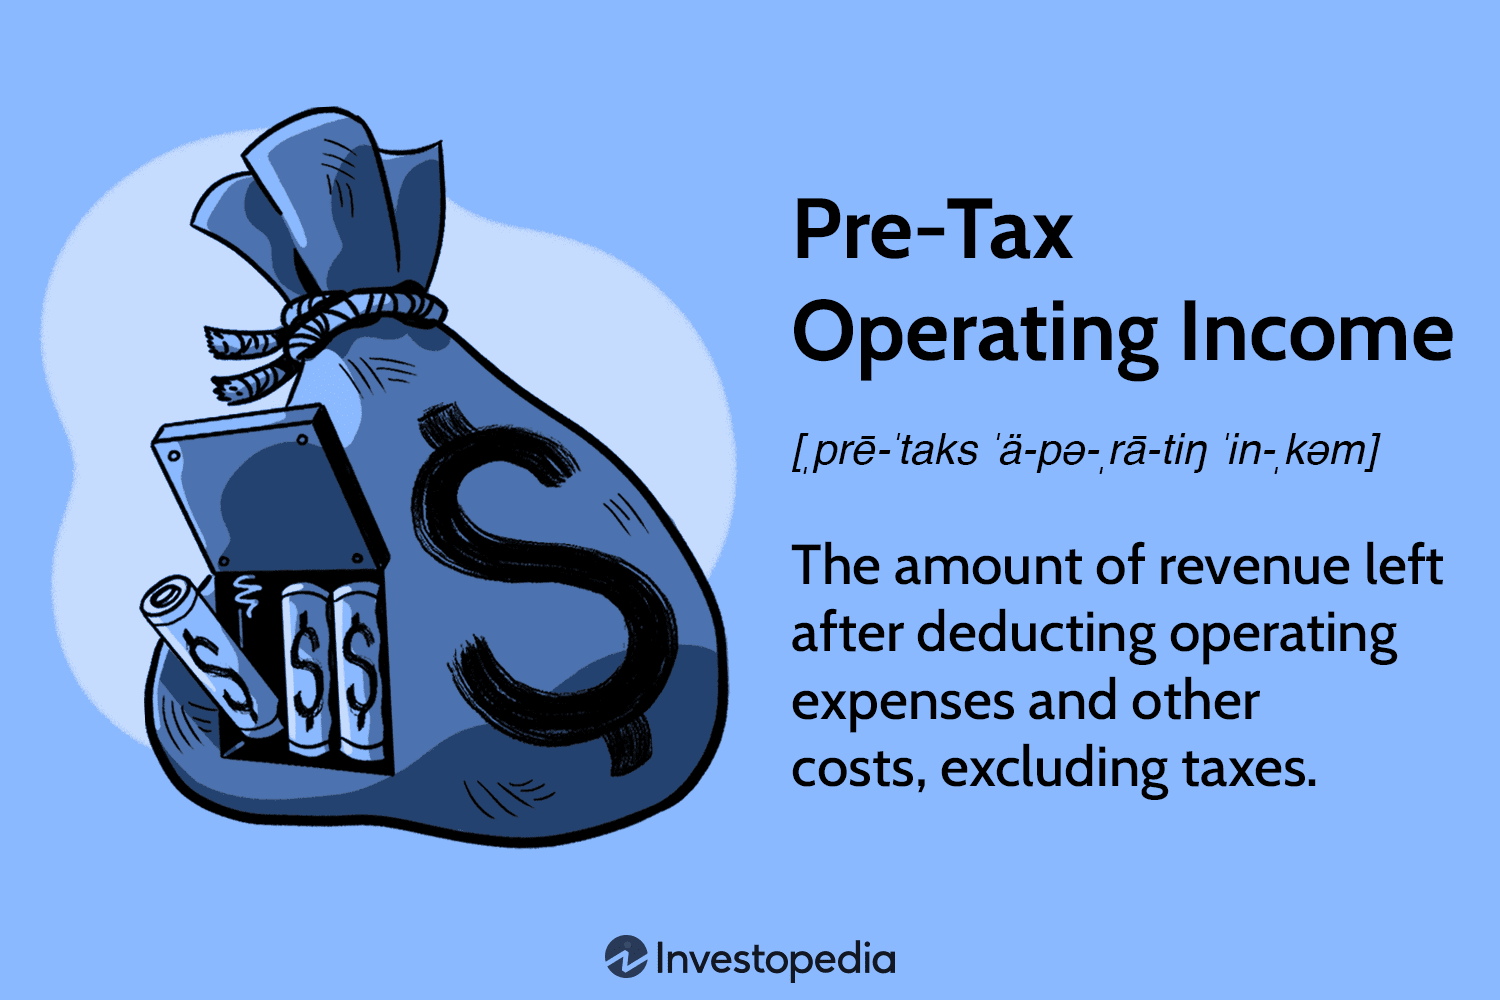 Pre-Tax
Operating Income
[ˌprē-ˈtaks ˈä-pə-ˌrā-tiŋ ˈin-ˌkəm]
The amount of revenue left
after deducting operating
expenses and other
costs, excluding taxes.
$
$ $ $
Investopedia